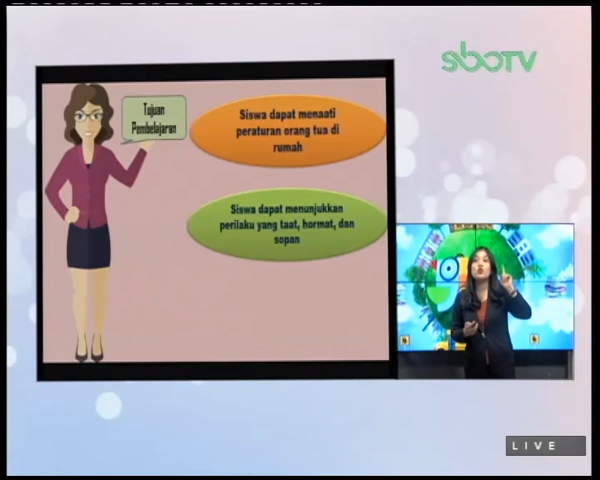 sboTV
Tujuan
Pembelajaran
Siswa dapat menaati
peraturan orang tua di
rumah
Siswa dapat menunjukkan
perilaku yang taat, hormat, dan
sopan
LIVE